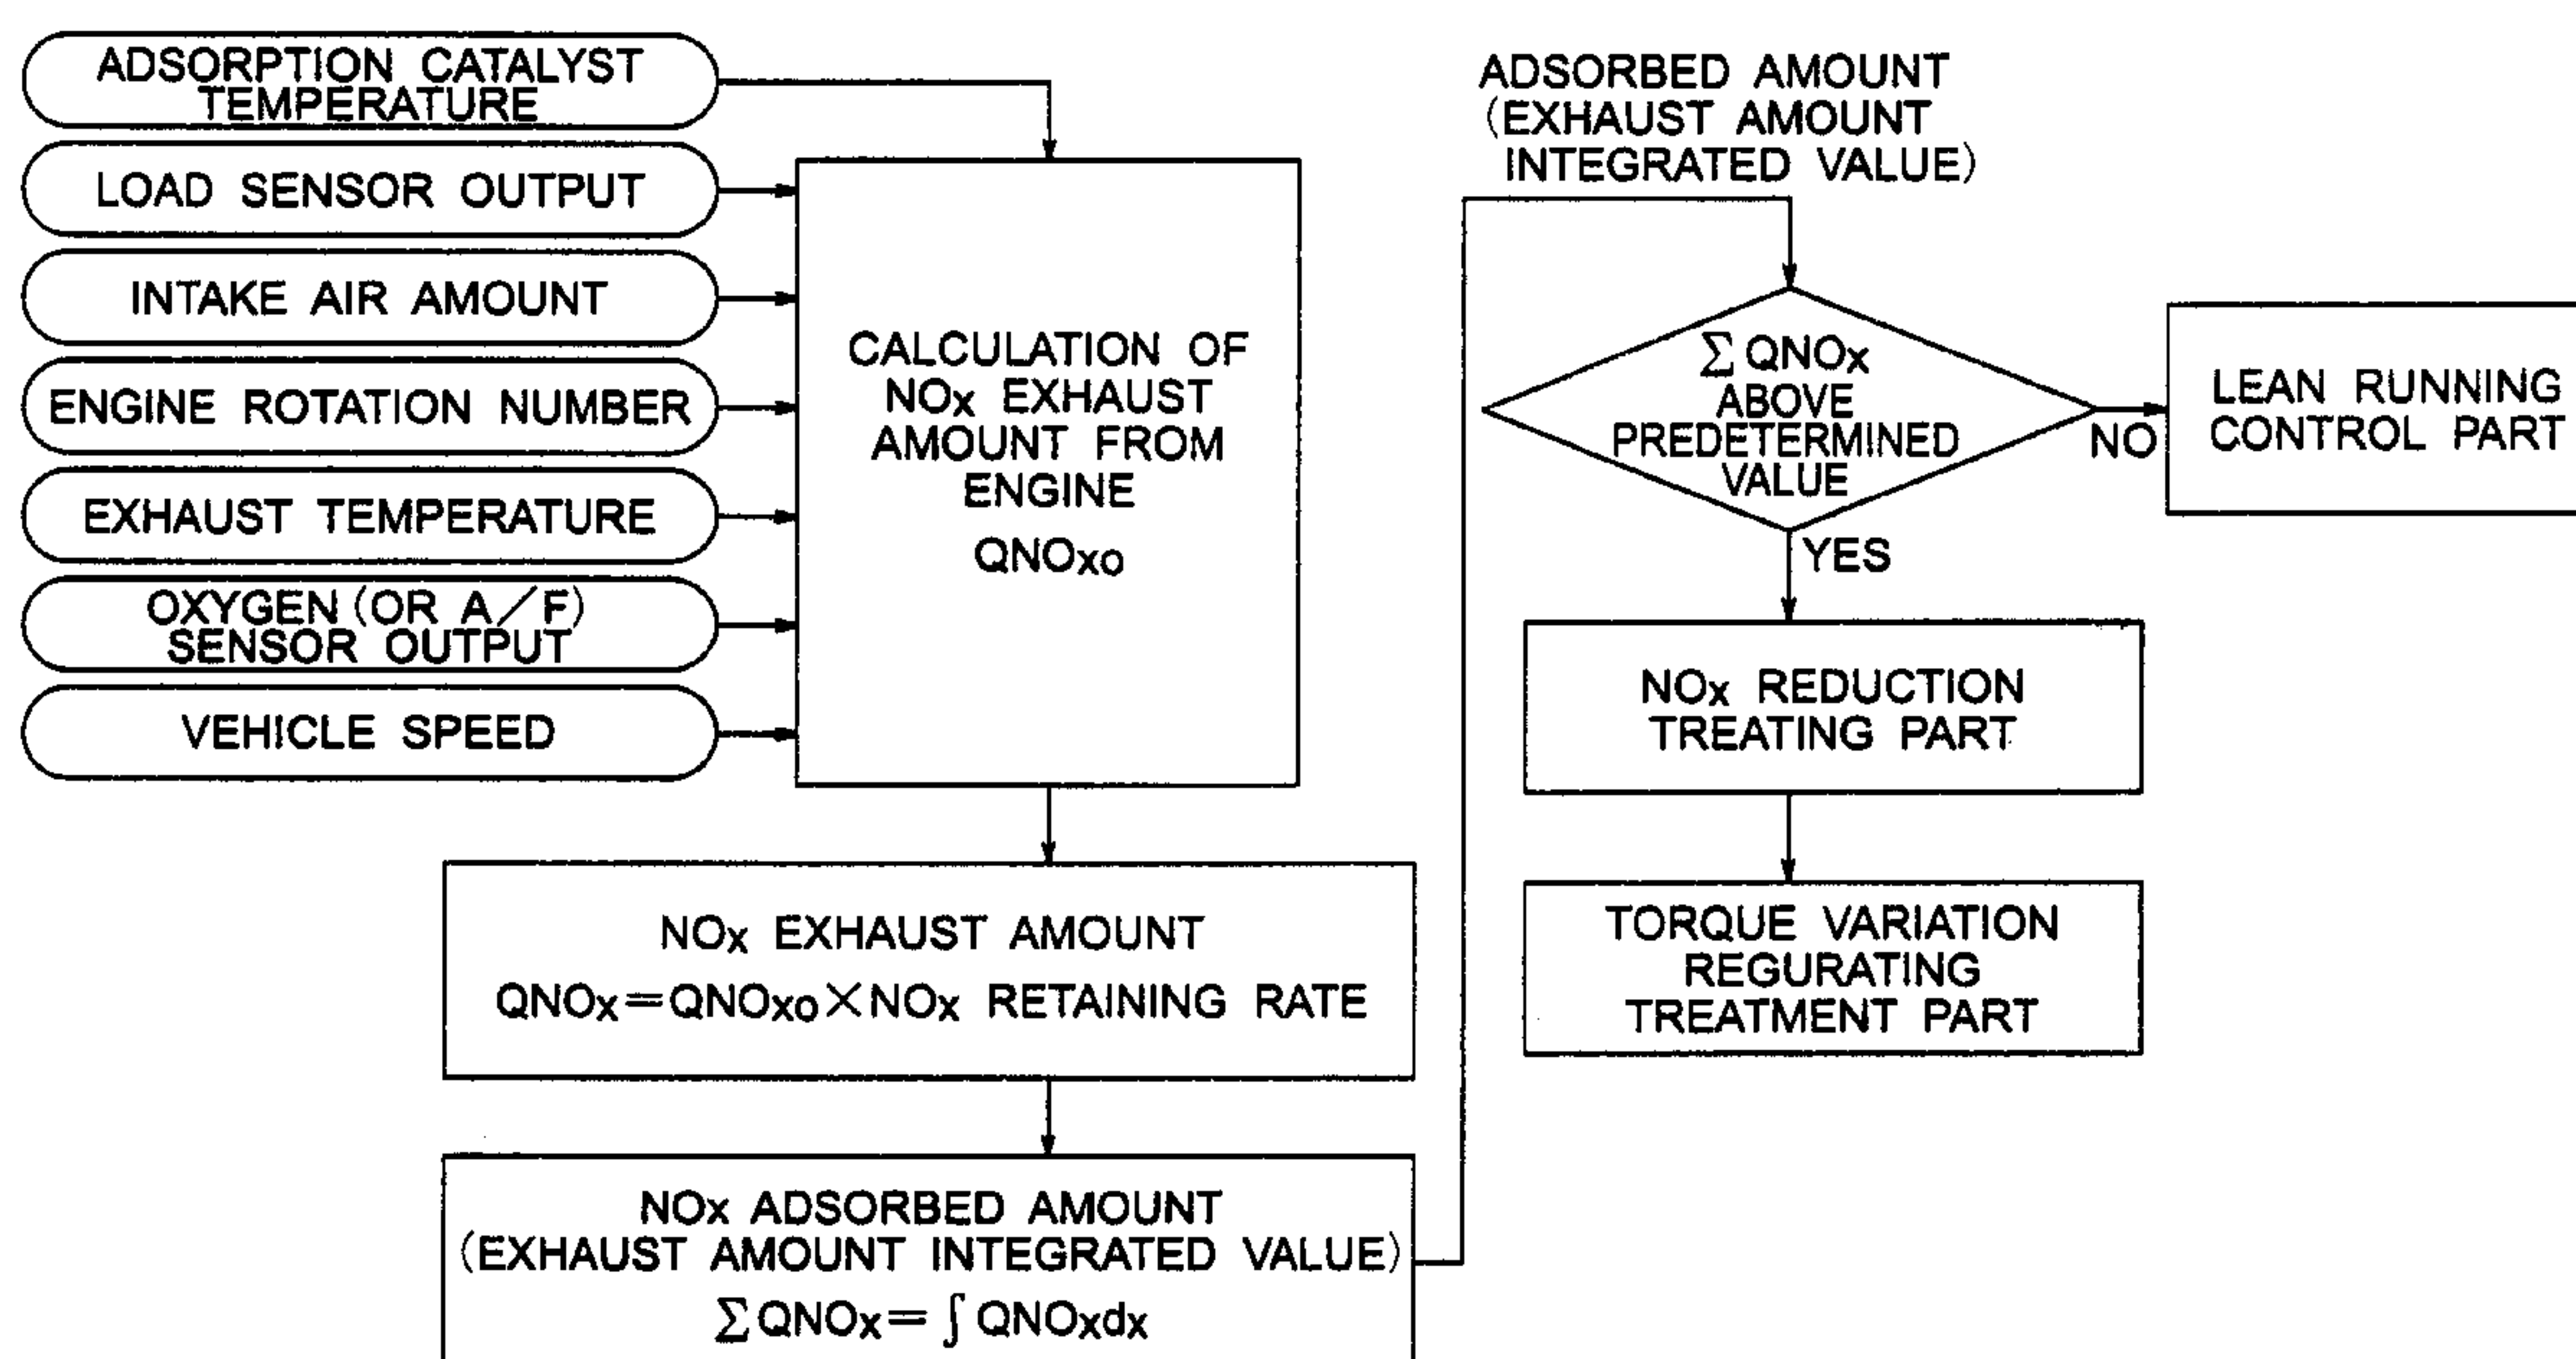 ADSORPTION CATALYST
TEMPERATURE
LOAD SENSOR OUTPUT
INTAKE AIR AMOUNT
ENGINE ROTATION NUMBER
EXHAUST TEMPERATURE
OXYGEN (OR A/F)
SENSOR OUTPUT
VEHICLE SPEED
CALCULATION OF
NOx EXHAUST
AMOUNT FROM
ENGINE
QNOxo
NOx EXHAUST AMOUNT
QNOx=QNOxo×NOx RETAINING RATE
NOx ADSORBED AMOUNT
(EXHAUST AMOUNT INTEGRATED VALUE)
∑QNOx=∫QNOxdx
ADSORBED AMOUNT
(EXHAUST AMOUNT
INTEGRATED VALUE)
∑QNOx
ABOVE
PREDETERMINED
VALUE
NO
LEAN RUNNING
CONTROL PART
YES
NOx REDUCTION
TREATING PART
TORQUE VARIATION
REGURATING
TREATMENT PART